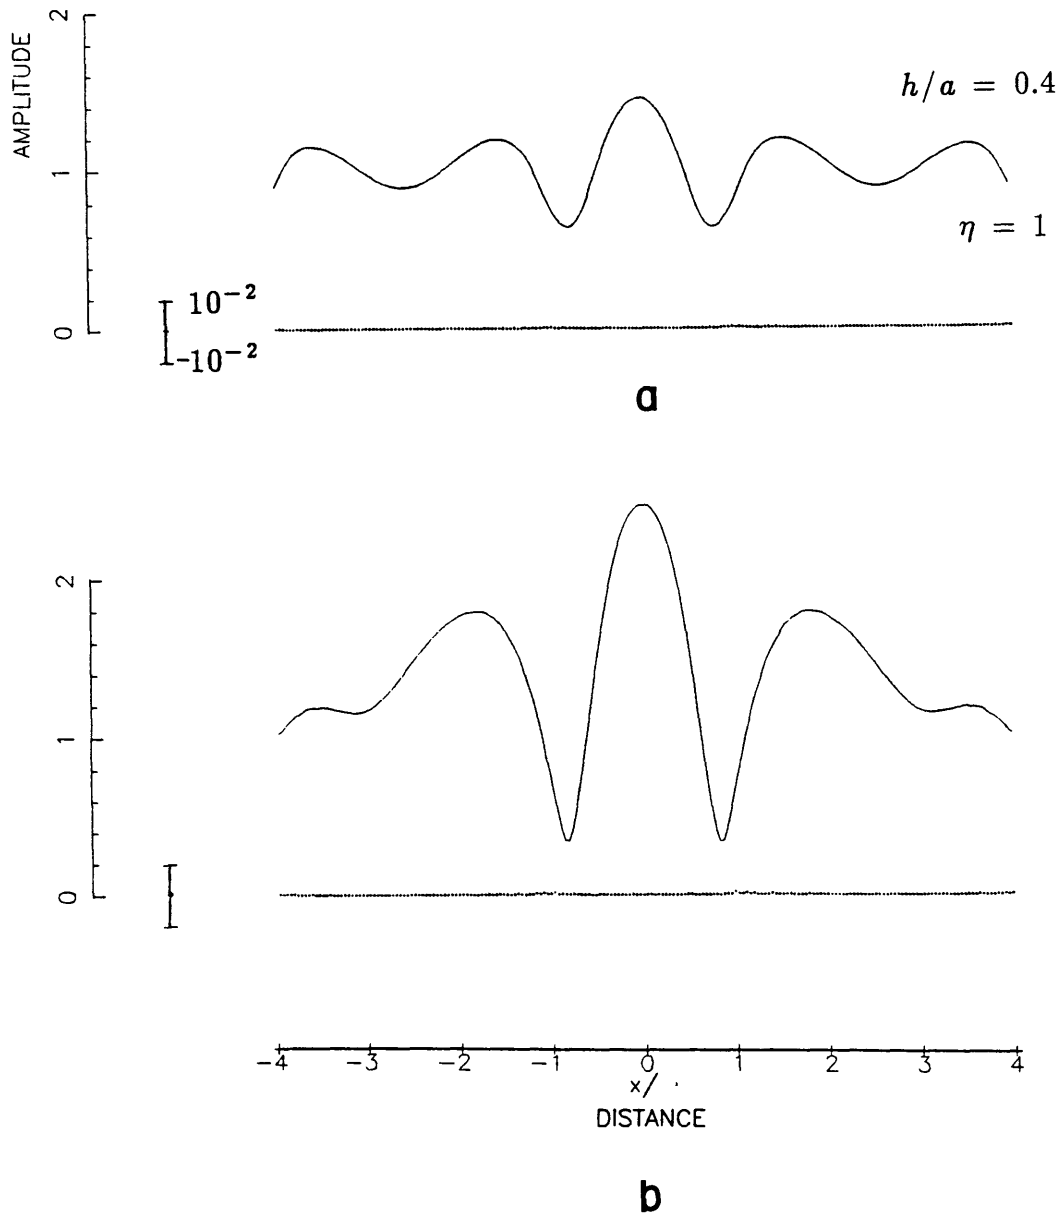 2
AMPLITUDE
h/a = 0.4
1
η = 1
10⁻²
0
-10⁻²
a
2
1
0
-4 -3 -2 -1 0 1 2 3 4
x/
DISTANCE
b